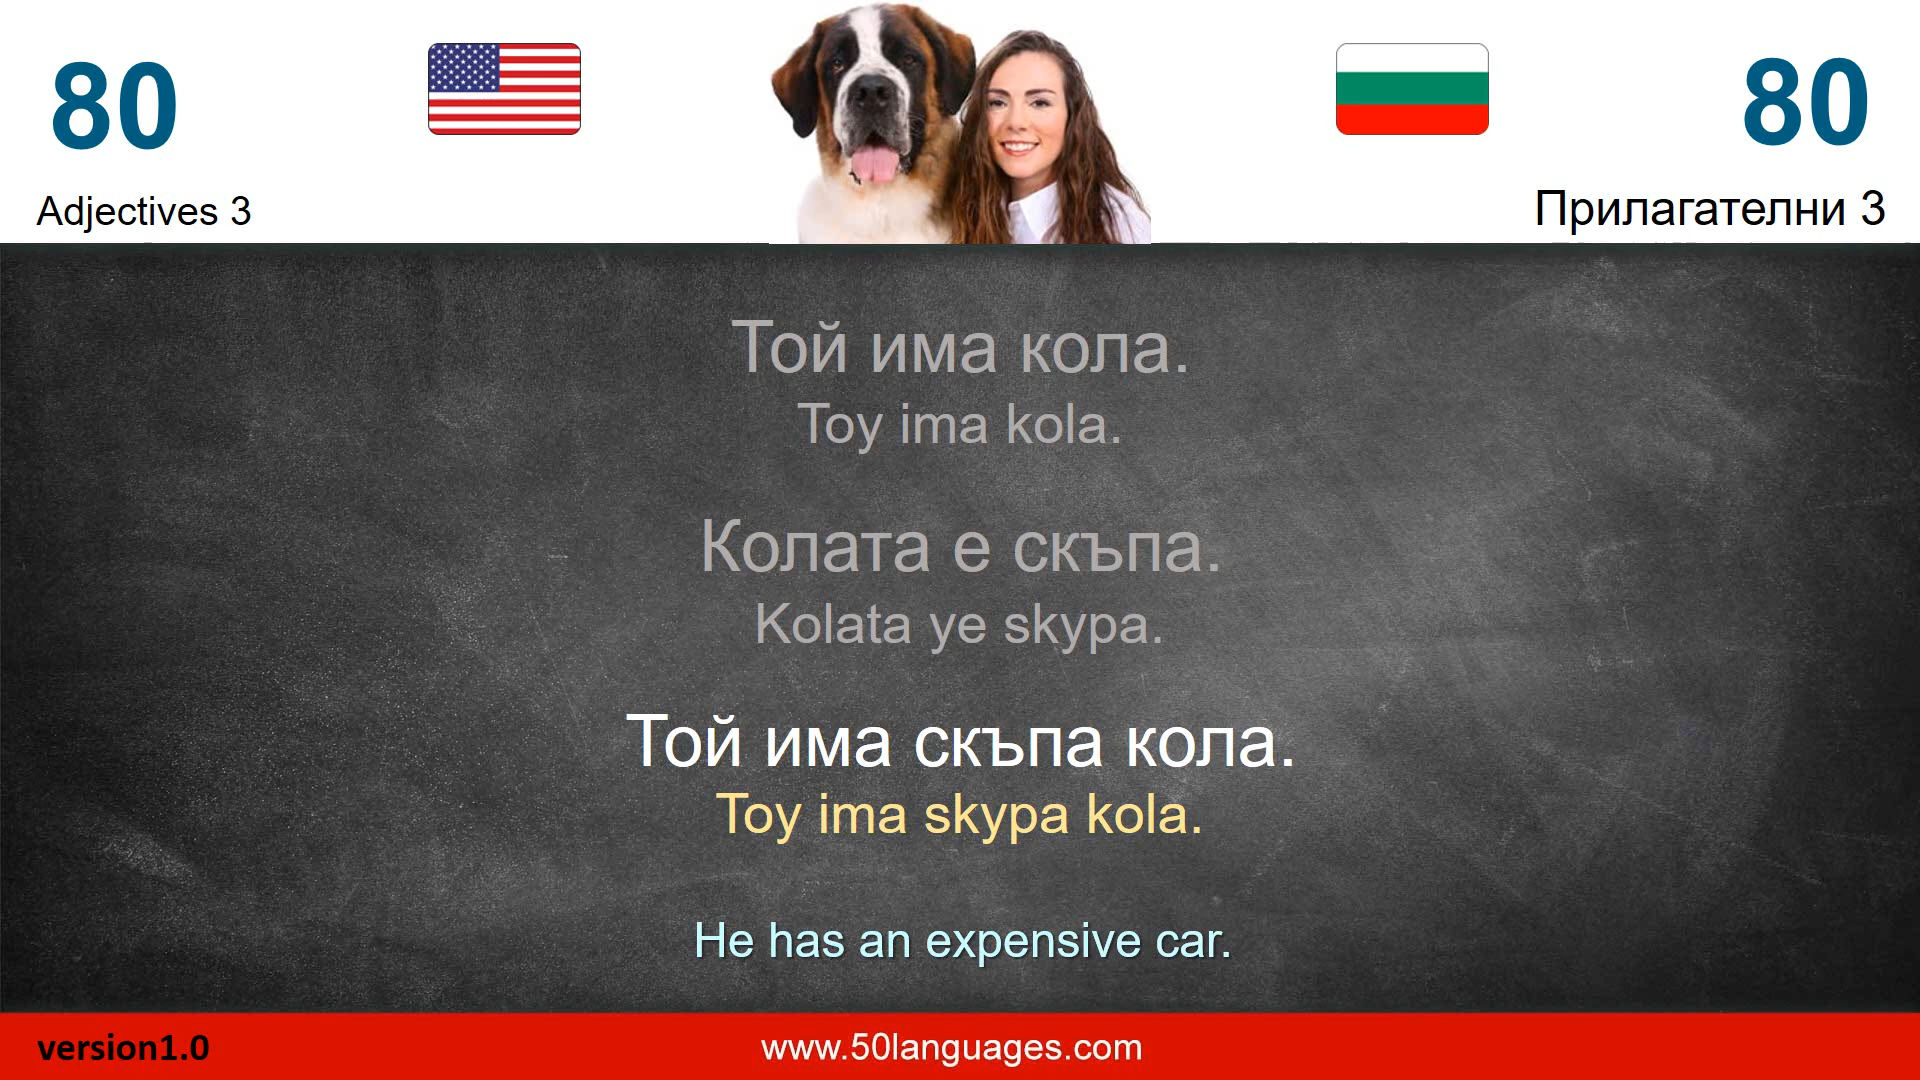 80
80
Adjectives 3
Прилагателни 3
Той има кола.
Toy ima kola.
Колата е скъпа.
Kolata ye skypa.
Той има скъпа кола.
Toy ima skypa kola.
He has an expensive car.
version1.0
www.50languages.com